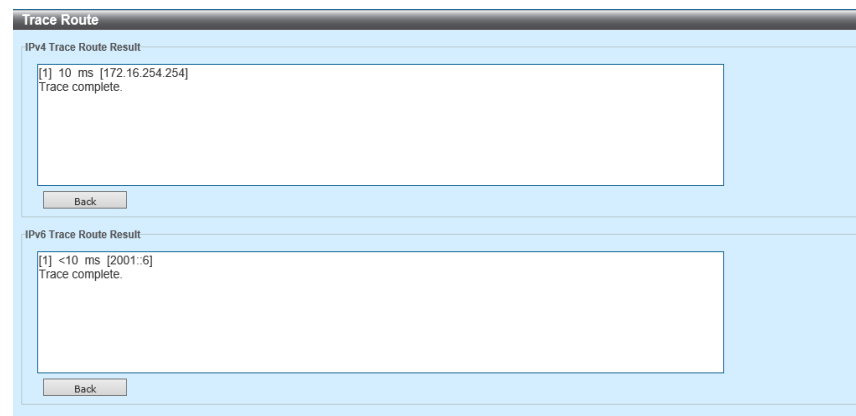 Trace Route
IPv4 Trace Route Result
[1] 10 ms [172.16.254.254]
Trace complete.
Back
IPv6 Trace Route Result
[1] <10 ms [2001::6]
Trace complete.
Back